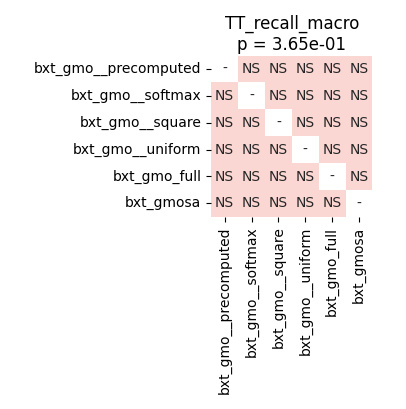 TT_recall_macro
p = 3.65e-01
bxt_gmo__precomputed - NS NS NS NS NS
bxt_gmo__softmax NS - NS NS NS NS
bxt_gmo__square NS NS - NS NS NS
bxt_gmo__uniform NS NS NS - NS NS
bxt_gmo_full NS NS NS NS - NS
bxt_gmosa NS NS NS NS NS -
bxt_gmo__precomputed
bxt_gmo__softmax
bxt_gmo__square
bxt_gmo__uniform
bxt_gmo_full
bxt_gmosa